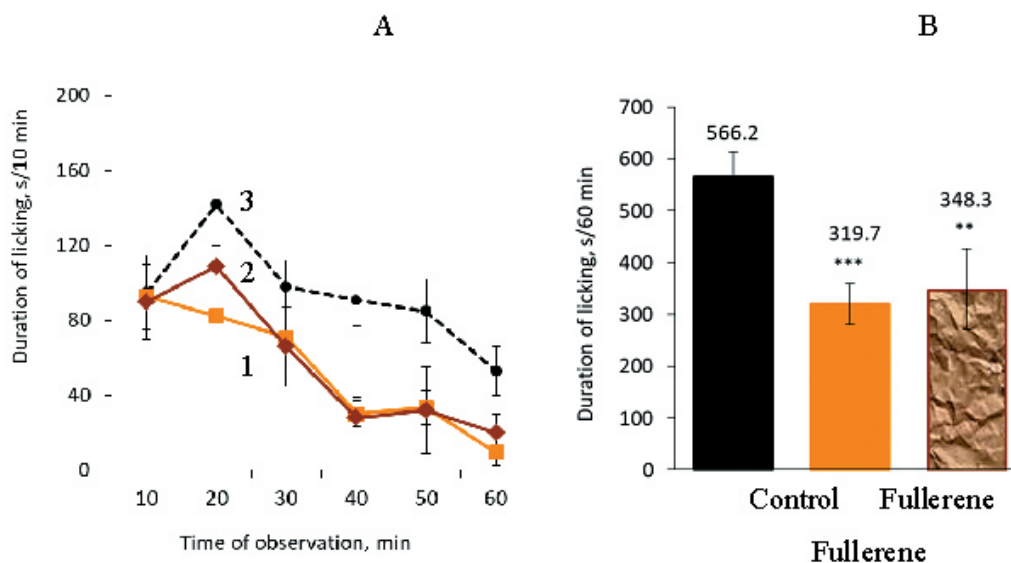 A
B
Duration of licking, s/10 min
200
160
120
80
40
0
3
2
1
10 20 30 40 50 60
Time of observation, min
Duration of licking, s/60 min
700
600
500
400
300
200
100
0
566.2
319.7
***
348.3
**
Control Fullerene
Fullerene